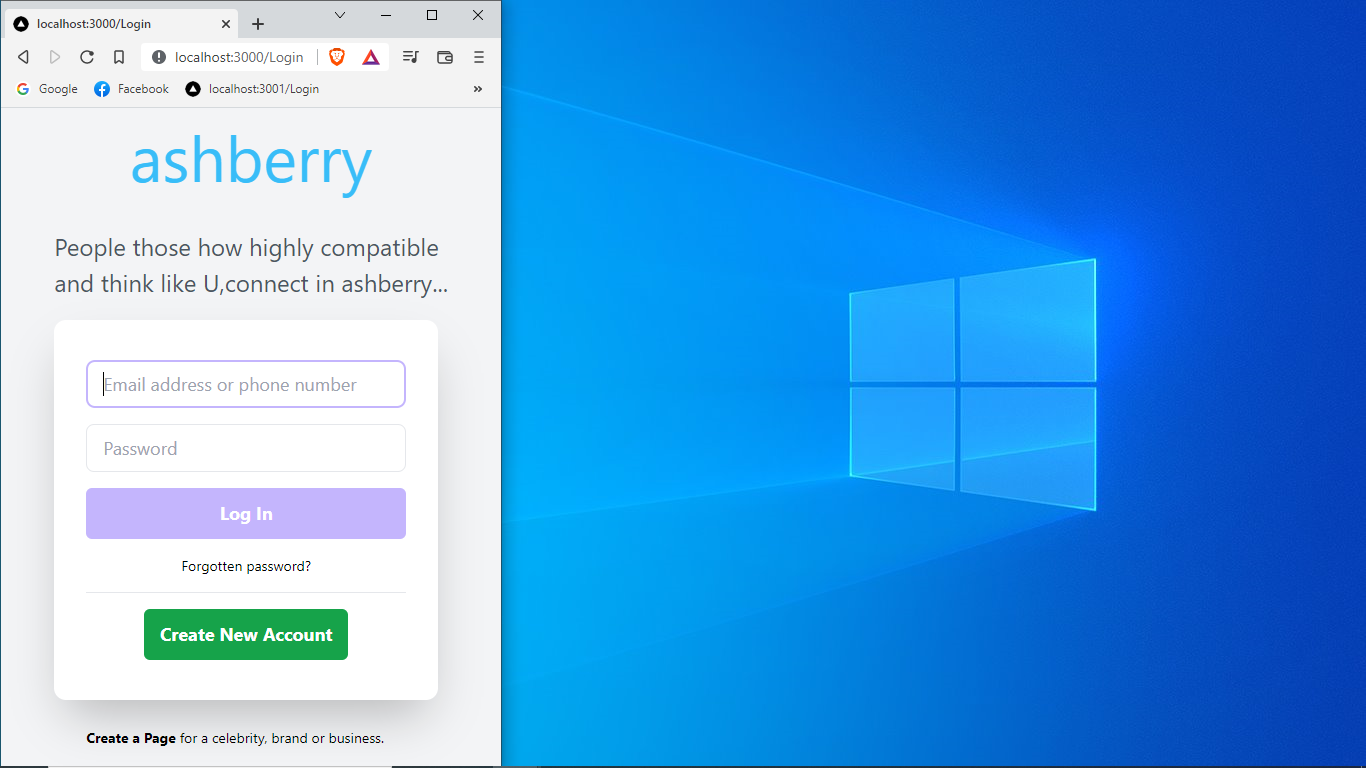 localhost:3000/Login
localhost:3000/Login
Google Facebook localhost:3001/Login
ashberry
People those how highly compatible
and think like U,connect in ashberry...
Email address or phone number
Password
Log In
Forgotten password?
Create New Account
Create a Page for a celebrity, brand or business.